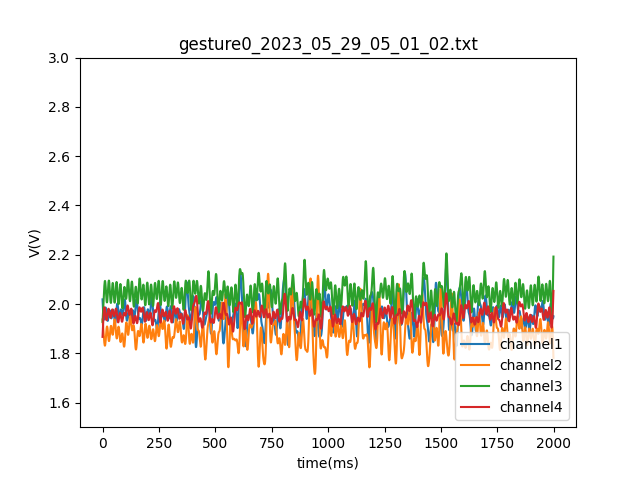 gesture0_2023_05_29_05_01_02.txt
3.0
2.8
2.6
2.4
2.2
2.0
1.8
1.6
V(V)
channel1
channel2
channel3
channel4
0 250 500 750 1000 1250 1500 1750 2000
time(ms)